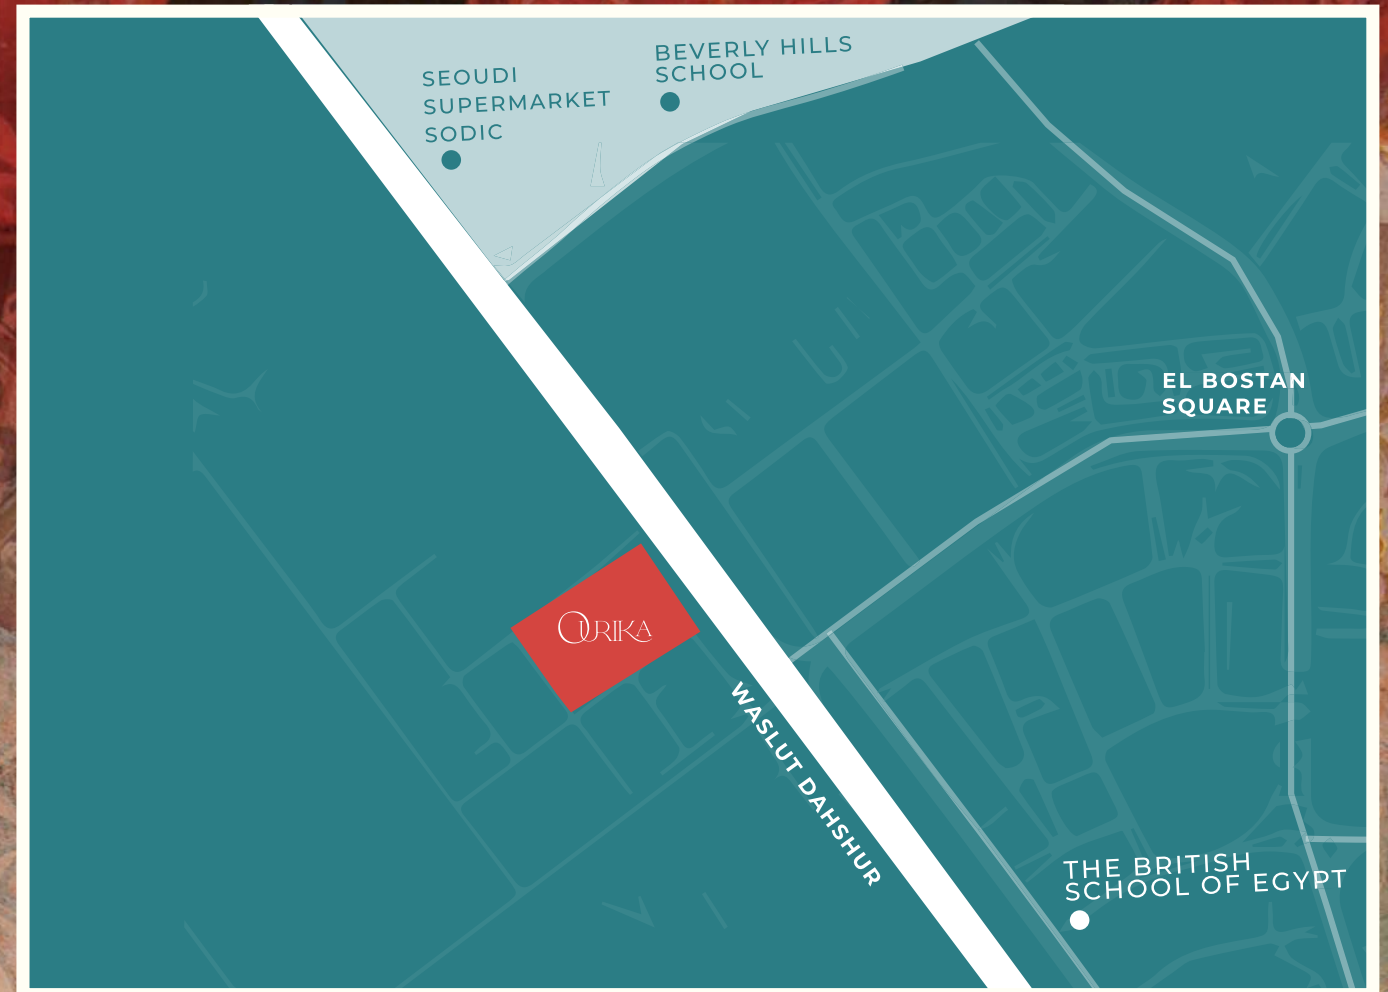 BEVERLY HILLS
SCHOOL
SEOUDI
SUPERMARKET
SODIC
EL BOSTAN
SQUARE
OURIKA
WASLUT DAHSHUR
THE BRITISH
SCHOOL OF EGYPT